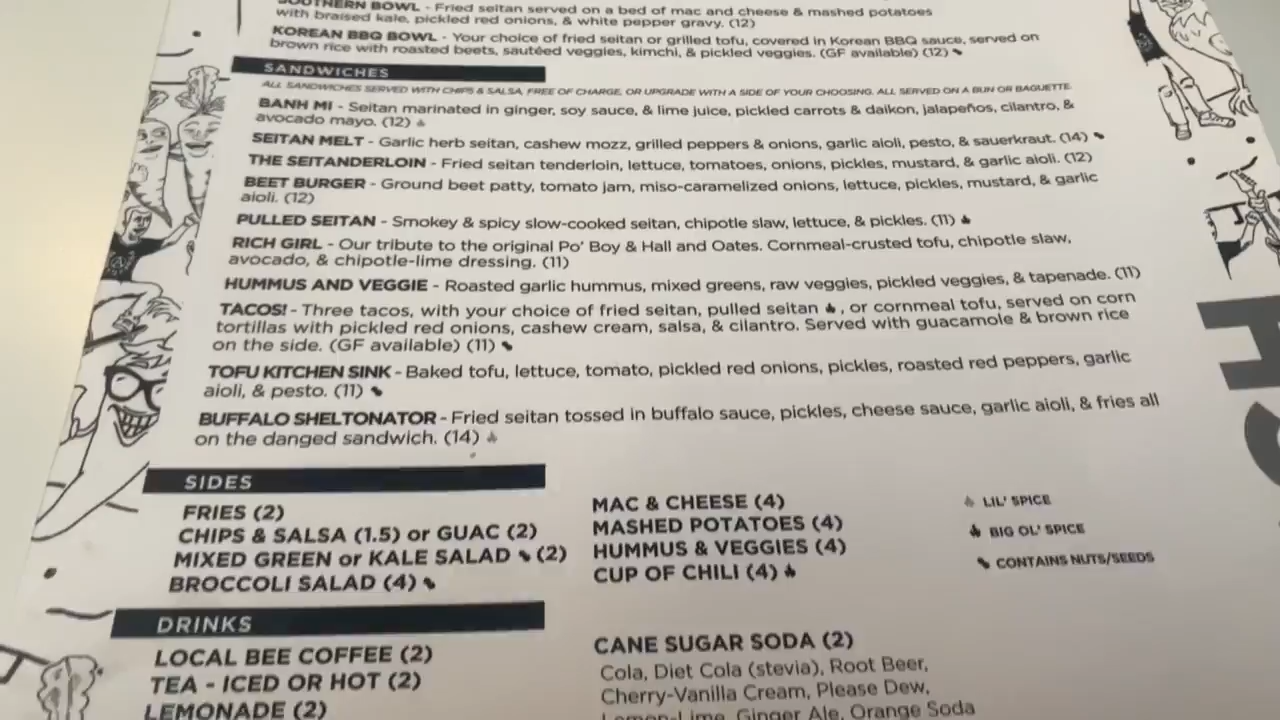 SOUTHERN BOWL - Fried seitan served on a bed of mac and cheese & mashed potatoes
with braised kale, pickled red onions, & white pepper gravy. (12)
KOREAN BBQ BOWL - Your choice of fried seitan or grilled tofu, covered in Korean BBQ sauce, served on
brown rice with roasted beets, sautéed veggies, kimchi, & pickled veggies. (GF available) (12)
SANDWICHES
ALL SANDWICHES SERVED WITH CHIPS & SALSA, FREE OF CHARGE, OR UPGRADE WITH A SIDE OF YOUR CHOOSING. ALL SERVED ON A BUN OR BAGUETTE.
BANH MI - Seitan marinated in ginger, soy sauce, & lime juice, pickled carrots & daikon, jalapeños, cilantro, &
avocado mayo. (12)
SEITAN MELT - Garlic herb seitan, cashew mozz, grilled peppers & onions, garlic aioli, pesto, & sauerkraut. (14)
THE SEITANDERLOIN - Fried seitan tenderloin, lettuce, tomatoes, onions, pickles, mustard, & garlic aioli. (12)
BEET BURGER - Ground beet patty, tomato jam, miso-caramelized onions, lettuce, pickles, mustard, & garlic
aioli. (12)
PULLED SEITAN - Smokey & spicy slow-cooked seitan, chipotle slaw, lettuce, & pickles. (11)
RICH GIRL - Our tribute to the original Po' Boy & Hall and Oates. Cornmeal-crusted tofu, chipotle slaw,
avocado, & chipotle-lime dressing. (11)
HUMMUS AND VEGGIE - Roasted garlic hummus, mixed greens, raw veggies, pickled veggies, & tapenade. (11)
TACOS! - Three tacos, with your choice of fried seitan, pulled seitan , or cornmeal tofu, served on corn
tortillas with pickled red onions, cashew cream, salsa, & cilantro. Served with guacamole & brown rice
on the side. (GF available) (11)
TOFU KITCHEN SINK - Baked tofu, lettuce, tomato, pickled red onions, pickles, roasted red peppers, garlic
aioli, & pesto. (11)
BUFFALO SHELTONATOR - Fried seitan tossed in buffalo sauce, pickles, cheese sauce, garlic aioli, & fries all
on the danged sandwich. (14)
SIDES
FRIES (2)
CHIPS & SALSA (1.5) or GUAC (2)
MIXED GREEN or KALE SALAD (2)
BROCCOLI SALAD (4)
MAC & CHEESE (4)
MASHED POTATOES (4)
HUMMUS & VEGGIES (4)
CUP OF CHILI (4)
LIL' SPICE
BIG OL' SPICE
CONTAINS NUTS/SEEDS
DRINKS
LOCAL BEE COFFEE (2)
TEA - ICED OR HOT (2)
LEMONADE (2)
CANE SUGAR SODA (2)
Cola, Diet Cola (stevia), Root Beer,
Cherry-Vanilla Cream, Please Dew,
Lemon-Lime, Ginger Ale, Orange Soda